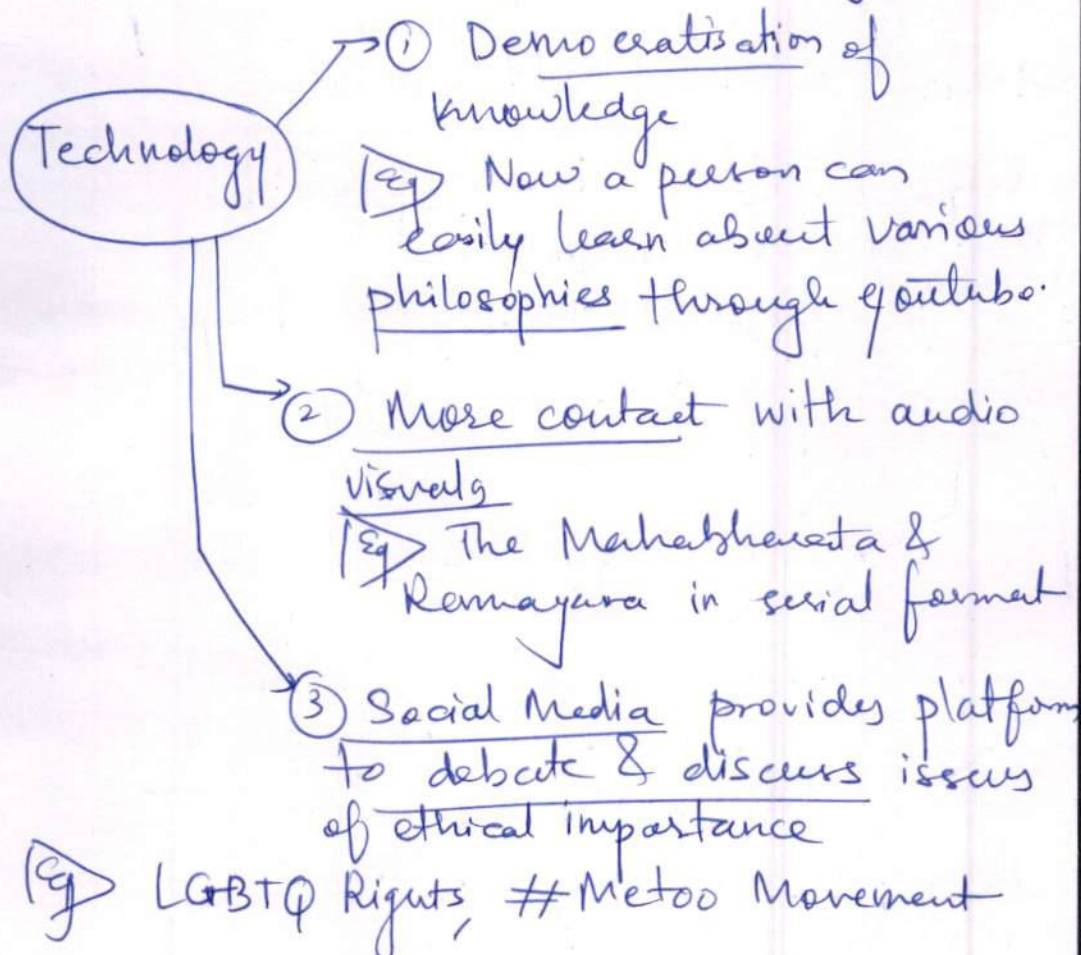 ① Democratisation of
knowledge
Technology
Eg Now a person can
easily learn about various
philosophies through youtube.
② More contact with audio
visuals
Eg The Mahabharata &
Ramayana in serial format
③ Social Media provides platform
to debate & discuss issues
of ethical importance
Eg LGBTQ Rights, #Metoo Movement